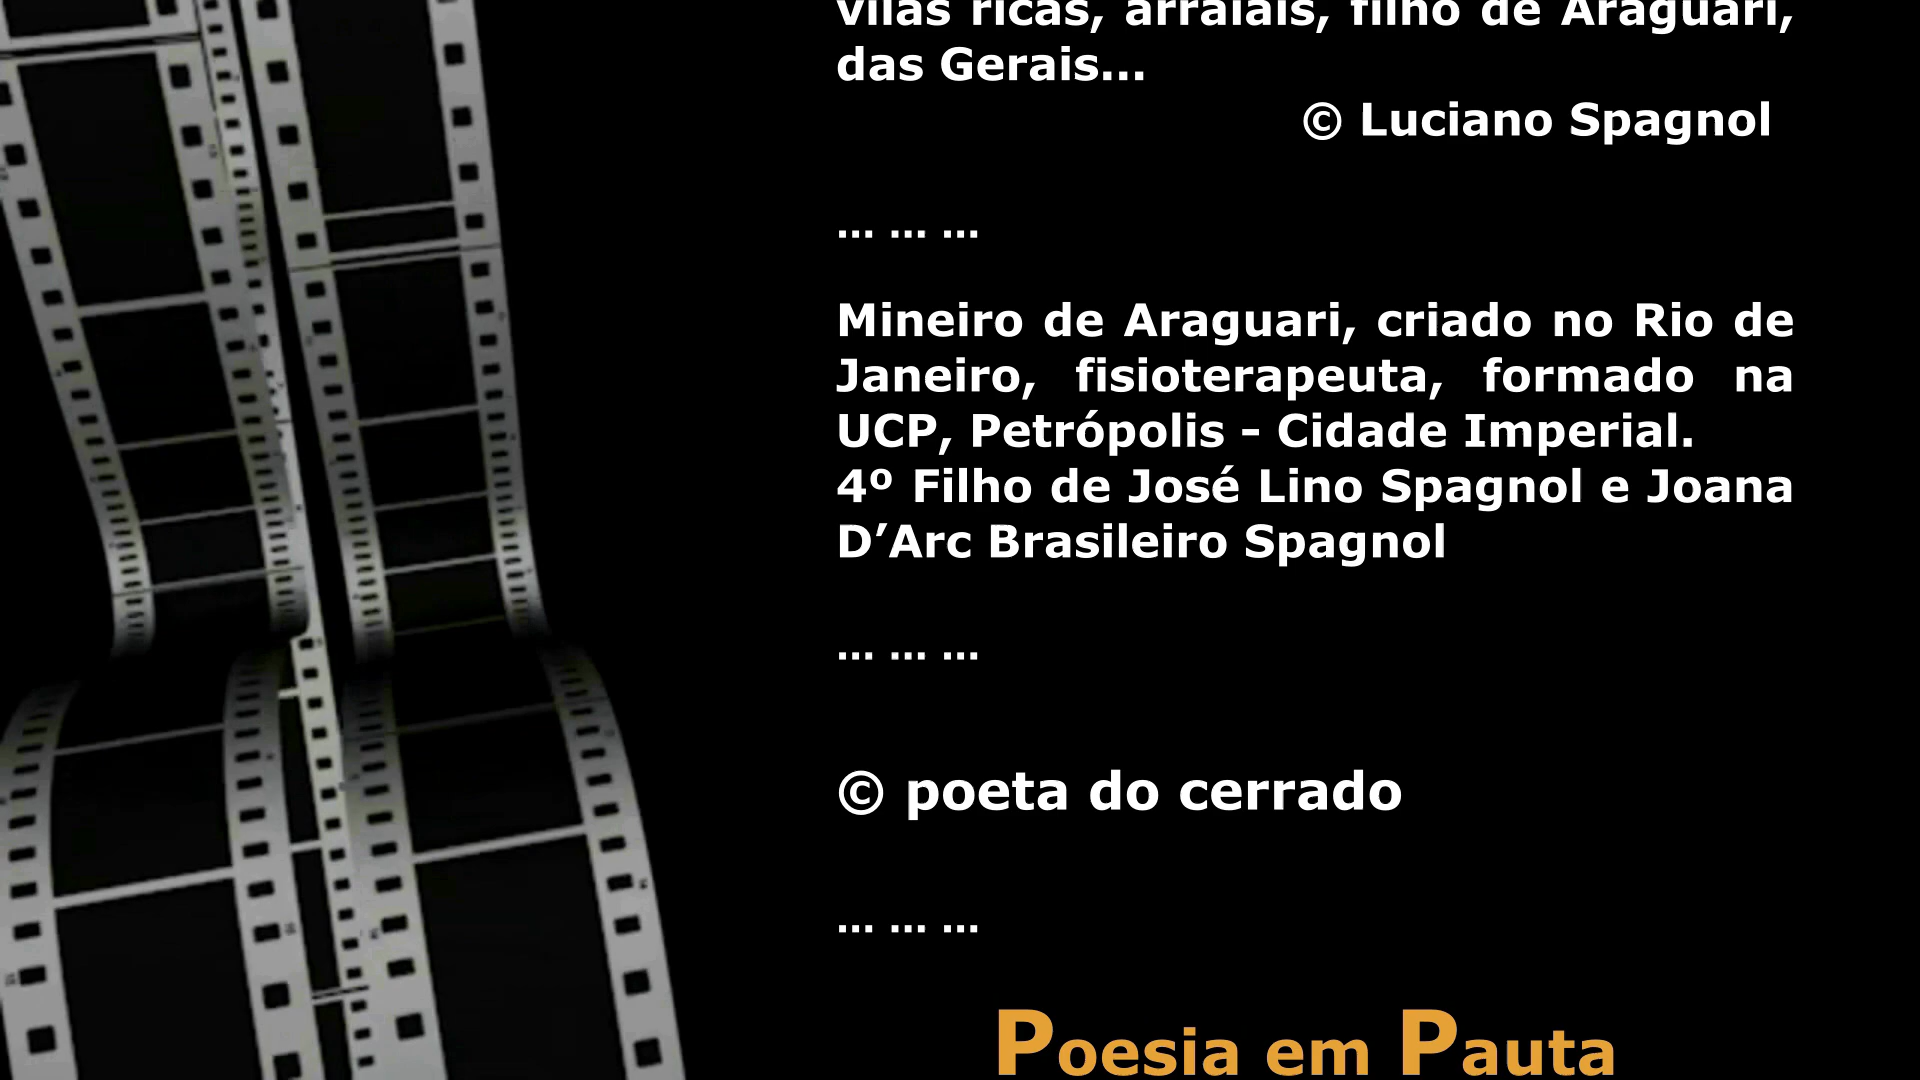 vilas ricas, arraiais, filho de Araguari,
das Gerais...
© Luciano Spagnol
... ... ...
Mineiro de Araguari, criado no Rio de
Janeiro, fisioterapeuta, formado na
UCP, Petrópolis - Cidade Imperial.
4º Filho de José Lino Spagnol e Joana
D’Arc Brasileiro Spagnol
... ... ...
© poeta do cerrado
... ... ...
Poesia em Pauta